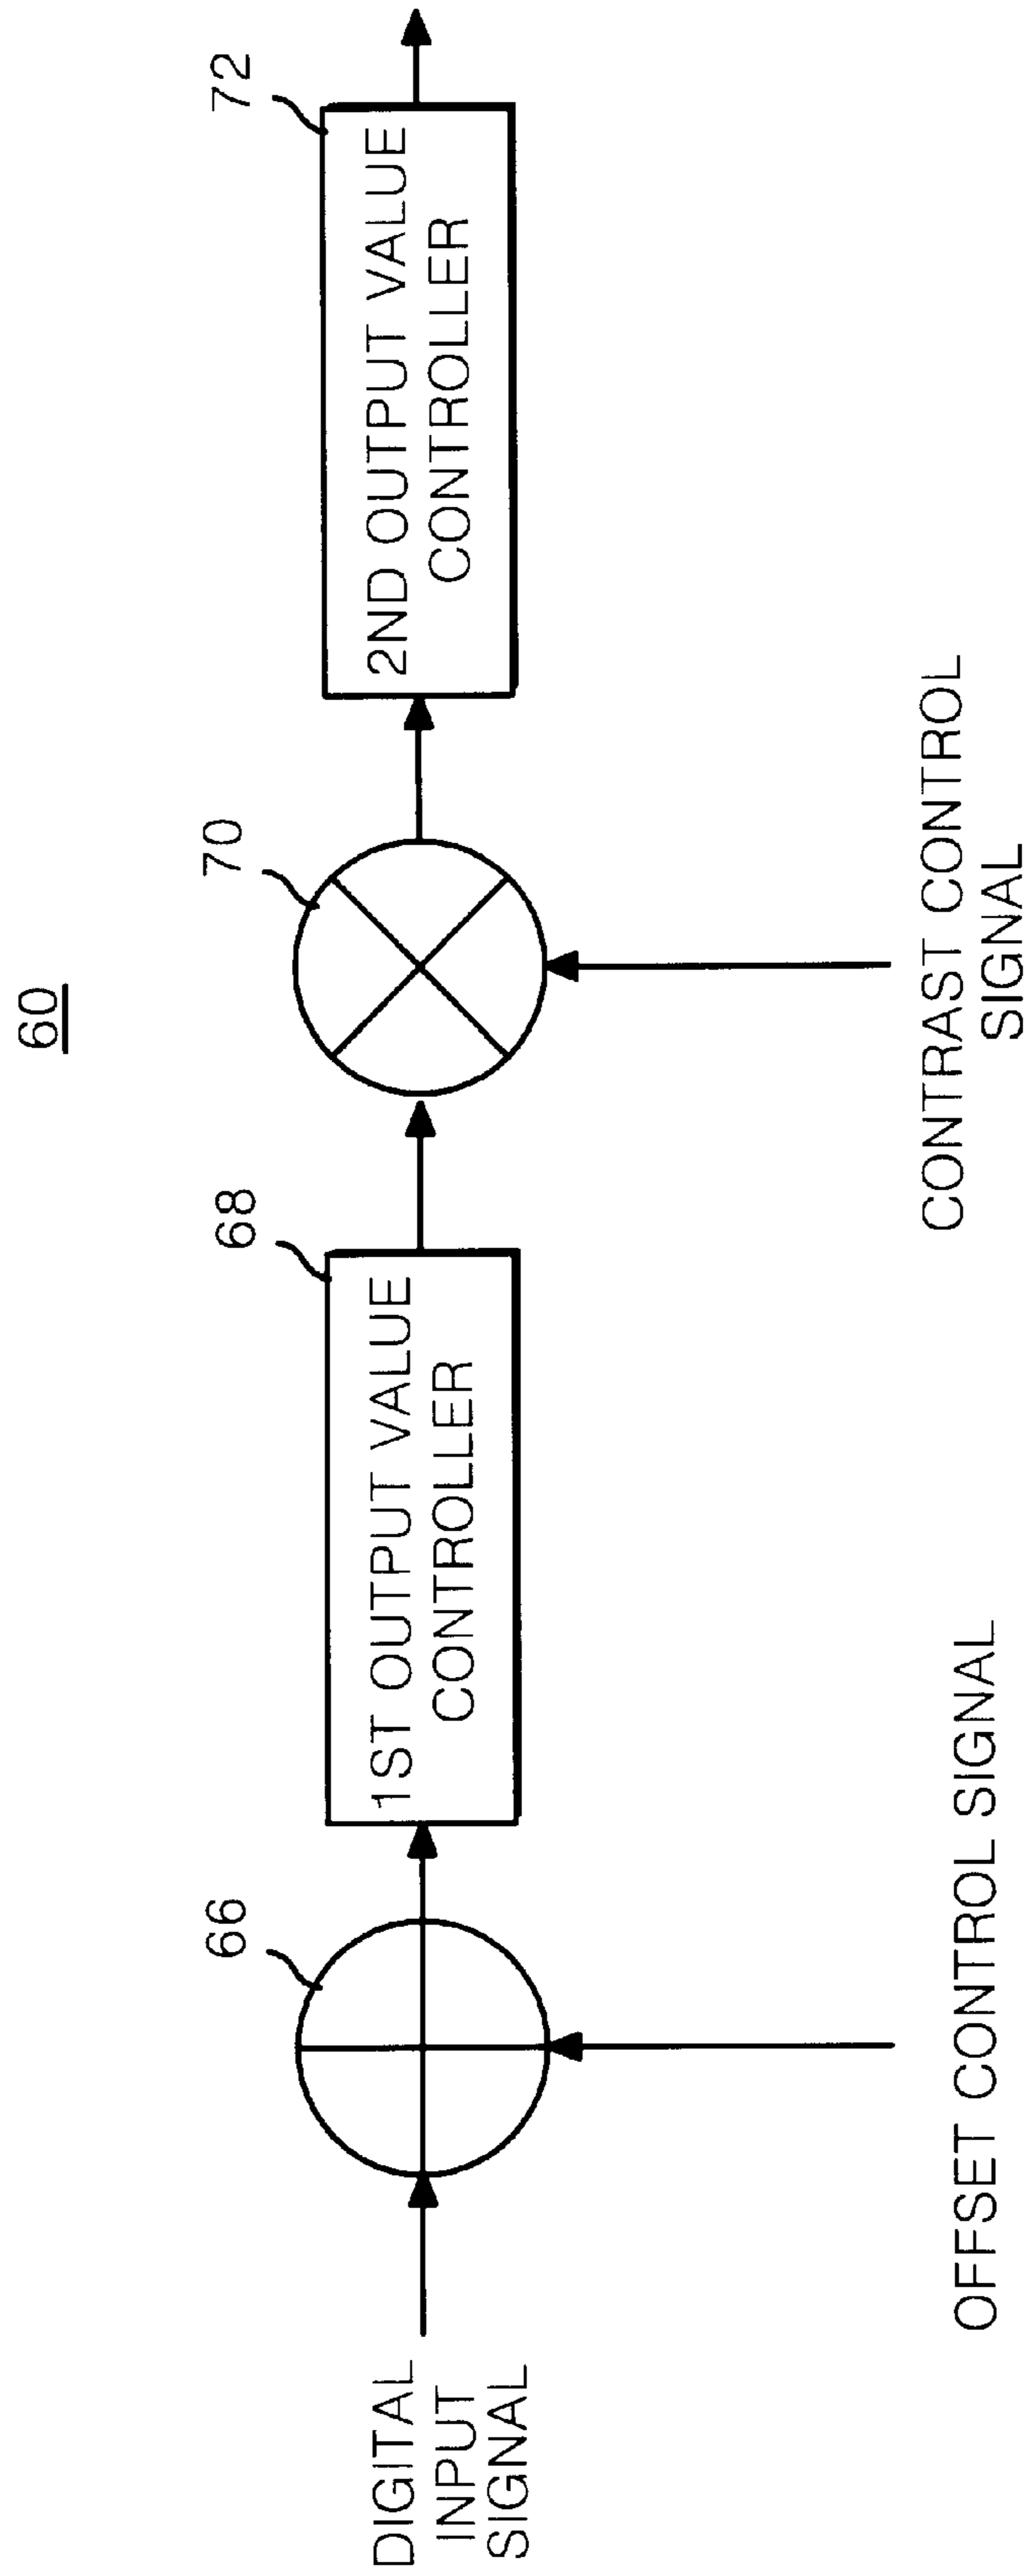 60
66
68
70
72
DIGITAL
INPUT
SIGNAL
1ST OUTPUT VALUE
CONTROLLER
2ND OUTPUT VALUE
CONTROLLER
OFFSET CONTROL SIGNAL
CONTRAST CONTROL
SIGNAL